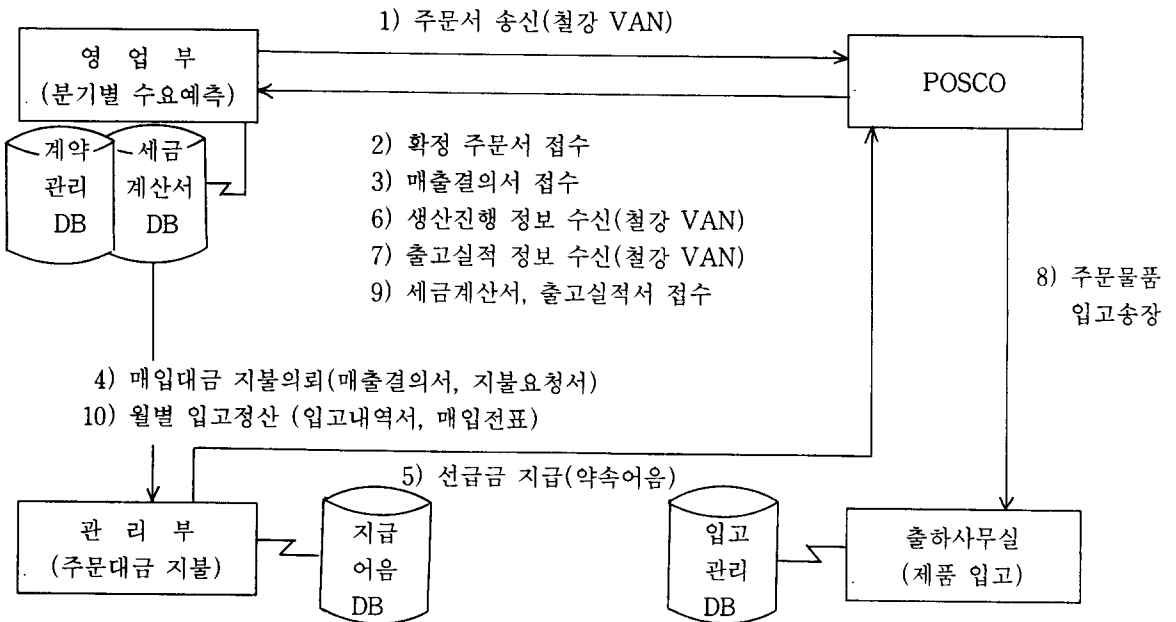 1) 주문서 송신(철강 VAN)
영 업 부
(분기별 수요예측)
POSCO
계약
관리
DB
세금
계산서
DB
2) 확정 주문서 접수
3) 매출결의서 접수
6) 생산진행 정보 수신(철강 VAN)
7) 출고실적 정보 수신(철강 VAN)
9) 세금계산서, 출고실적서 접수
8) 주문물품
입고송장
4) 매입대금 지불의뢰(매출결의서, 지불요청서)
10) 월별 입고정산 (입고내역서, 매입전표)
5) 선급금 지급(약속어음)
관 리 부
(주문대금 지불)
지급
어음
DB
입고
관리
DB
출하사무실
(제품 입고)